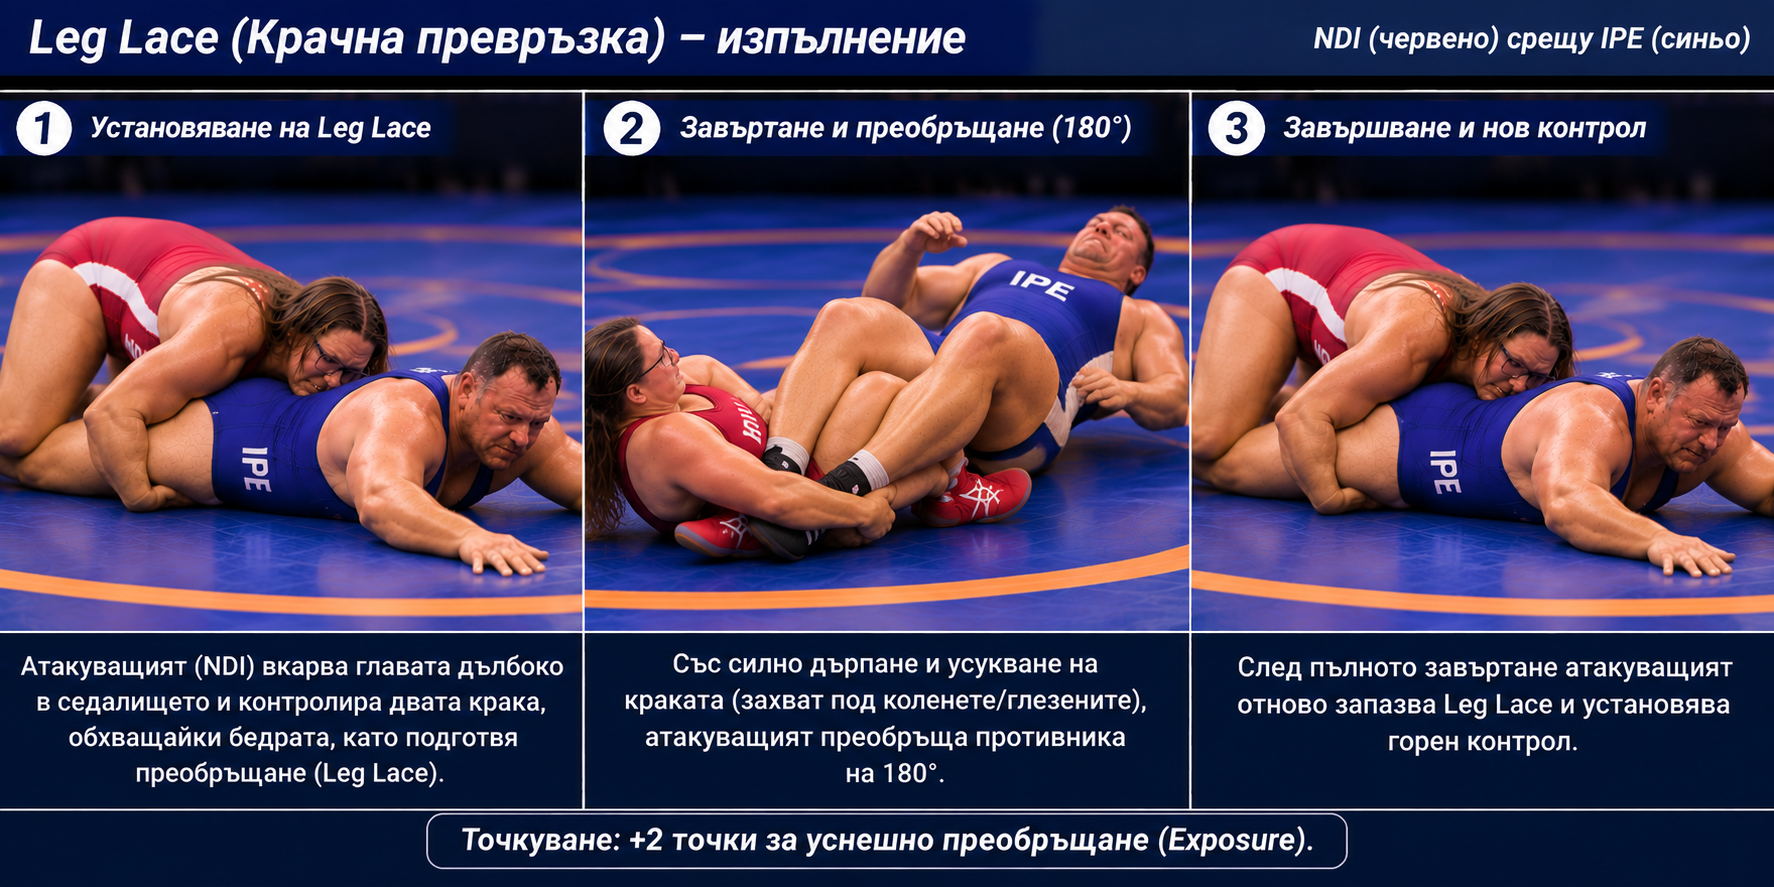 Leg Lace (Крачна превръзка) – изпълнение
NDI (червено) срещу IPE (синьо)
1 Установяване на Leg Lace
2 Завъртане и преобръщане (180°)
3 Завършване и нов контрол
IPE
IPE
IPE
Атакуващият (NDI) вкарва главата дълбоко
в седалището и контролира двата крака,
обхващайки бедрата, като подготвя
преобръщане (Leg Lace).
Със силно дърпане и усукване на
краката (захват под коленете/глезените),
атакуващият преобръща противника
на 180°.
След пълното завъртане атакуващият
отново запазва Leg Lace и установява
горен контрол.
Точкуване: +2 точки за уснешно преобръщане (Exposure).